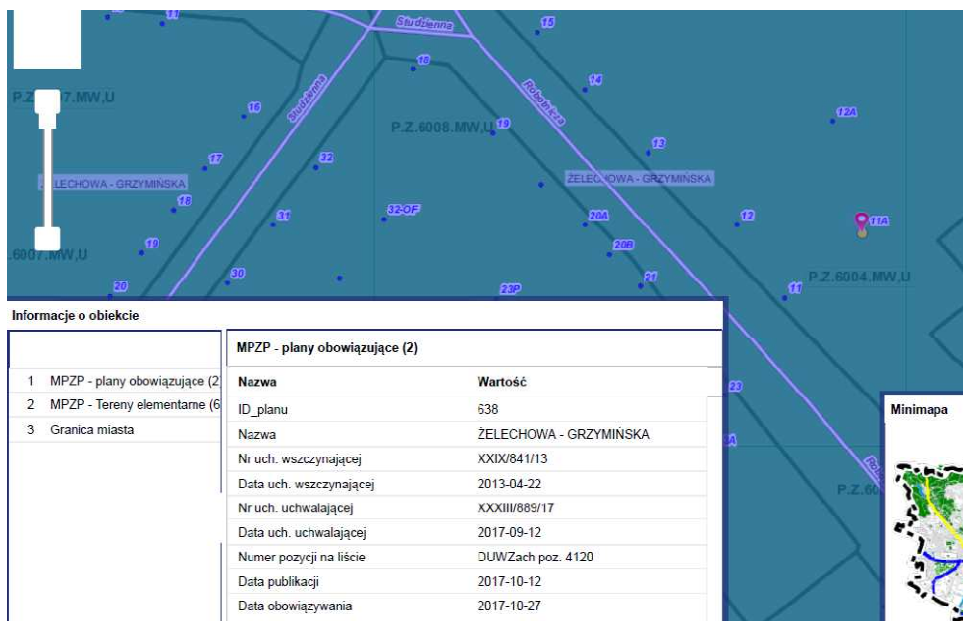 11
15
Studzienna
18
14
Studzienna
Robotnicza
16
12A
P.Z.6008.MW,U
19
13
17
32
ŻELECHOWA - GRZYMIŃSKA
18
31
32-OF
20A
12
11A
19
20B
.6007.MW,U
30
21
P.Z.6004.MW,U
20
23P
11
Informacje o obiekcie
MPZP - plany obowiązujące (2)
1 MPZP - plany obowiązujące (2
Nazwa Wartość
23
2 MPZP - Tereny elementarne (6
ID_planu 638
Minimapa
3 Granica miasta
Nazwa ŻELECHOWA - GRZYMIŃSKA
Nr uch. wszczynającej XXIX/841/13
Data uch. wszczynającej 2013-04-22
P.Z.60
Nr uch. uchwalającej XXXIII/889/17
Data uch. uchwalającej 2017-09-12
Numer pozycji na liście DUWZach poz. 4120
Data publikacji 2017-10-12
Data obowiązywania 2017-10-27